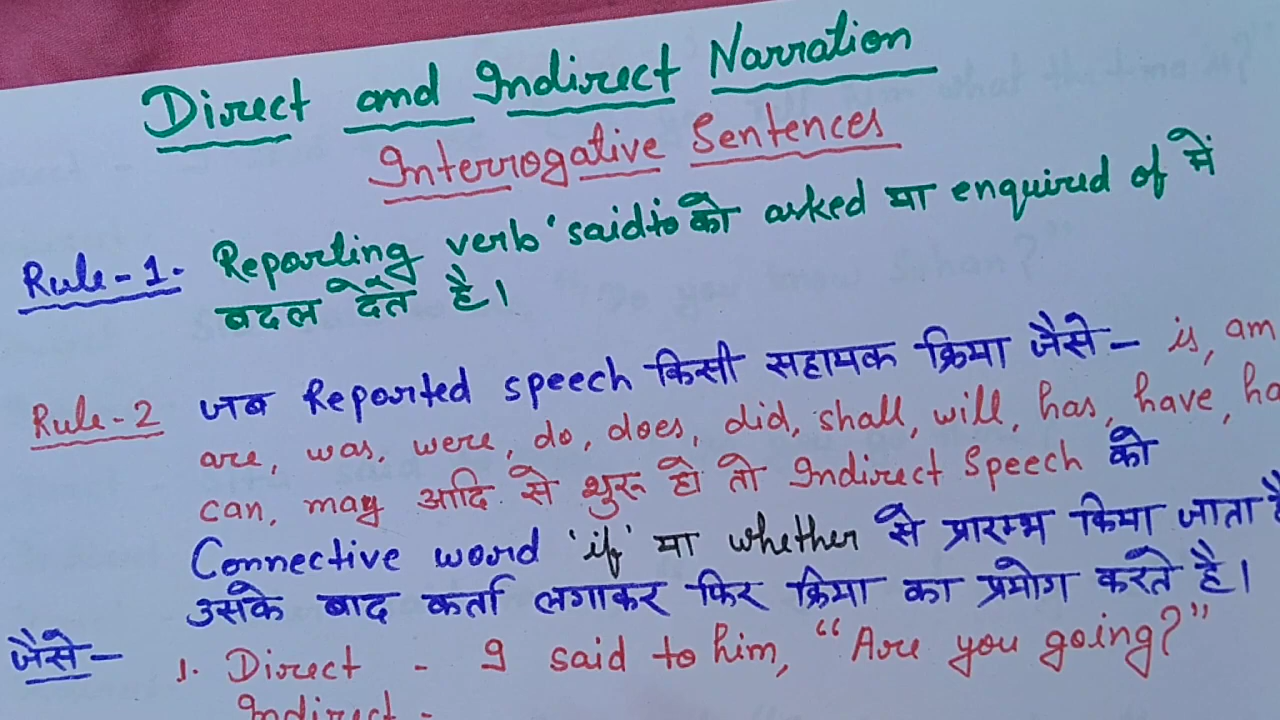 Direct and Indirect Narration
Interrogative Sentences
Rule-1. Reporting verb 'said to को asked या enquired of में
बदल देते है।
Rule-2 जब Reported speech किसी सहायक क्रिया जैसे- is, am
are, was, were, do, does, did, shall, will, has, have, ha
can, may आदि से शुरू हो तो Indirect Speech को
Connective word 'if' या whether से प्रारम्भ किया जाता है
उसके बाद कर्ता लगाकर फिर क्रिया का प्रयोग करते है।
जैसे- 1. Direct - I said to him, "Are you going?"
Indirect -